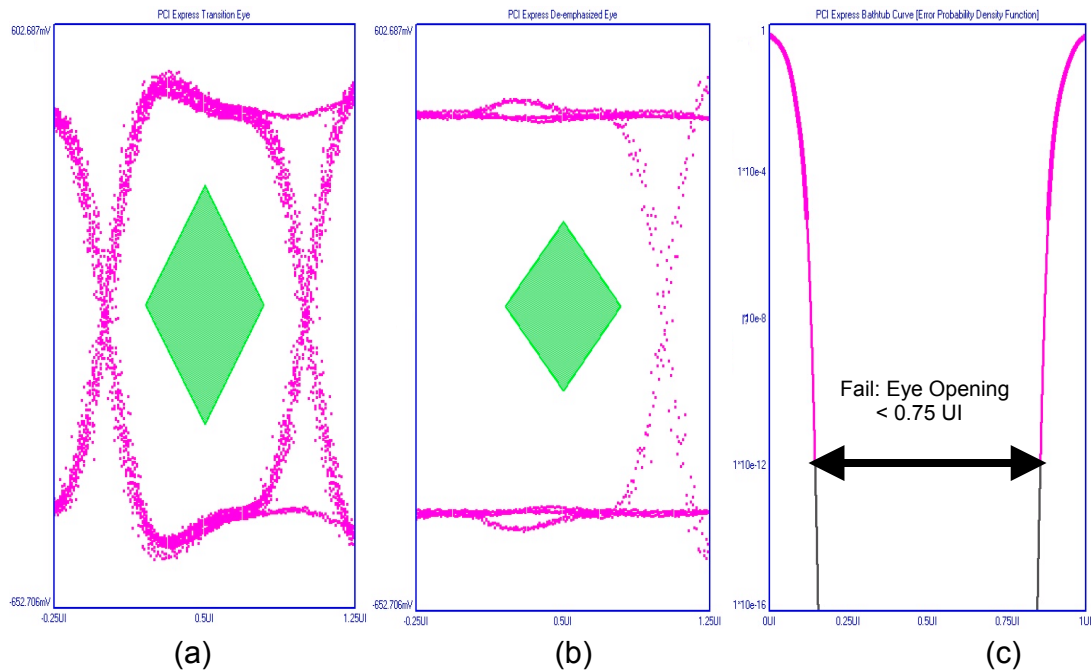 PCI Express Transition Eye
602.687mV
-652.706mV
-0.25UI
0.5UI
1.25UI
(a)
PCI Express De-emphasized Eye
602.687mV
-652.706mV
-0.25UI
0.5UI
1.25UI
(b)
PCI Express Bathtub Curve [Error Probability Density Function]
1
1*10e-4
10e-8
Fail: Eye Opening
< 0.75 UI
1*10e-12
1*10e-16
0UI
0.25UI
0.5UI
0.75UI
1UI
(c)